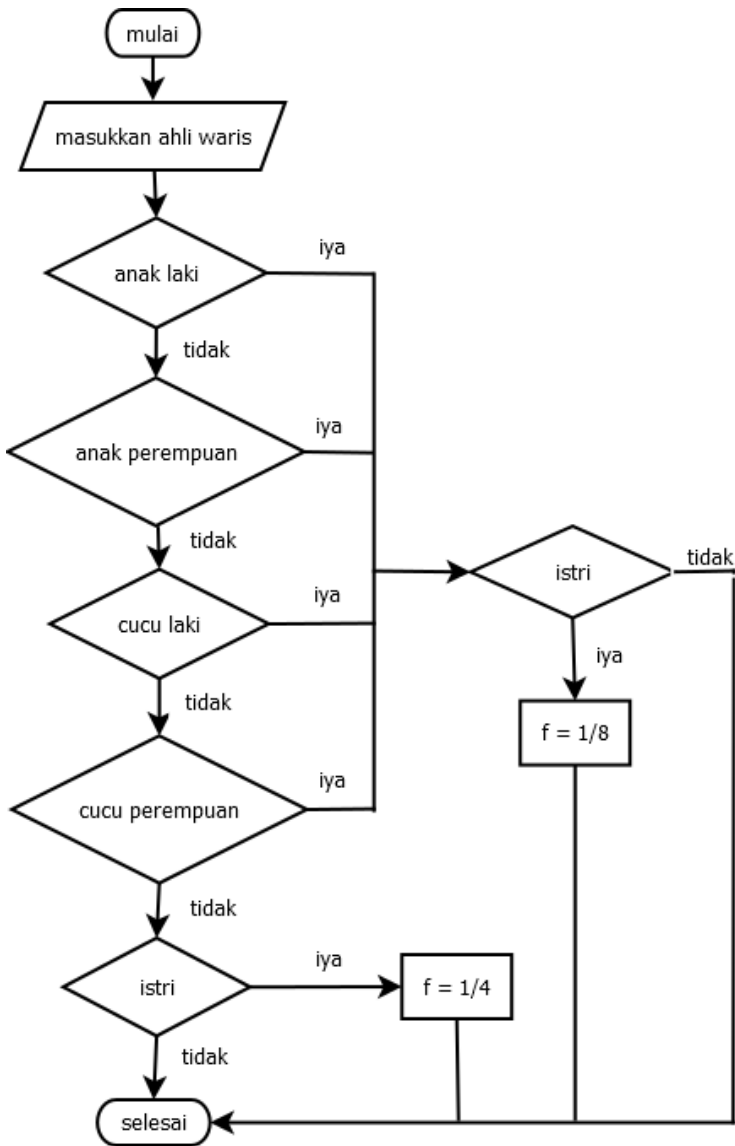 mulai
masukkan ahli waris
anak laki
iya
tidak
anak perempuan
iya
tidak
cucu laki
iya
tidak
cucu perempuan
iya
tidak
istri
iya
f = 1/4
tidak
selesai
istri
tidak
iya
f = 1/8